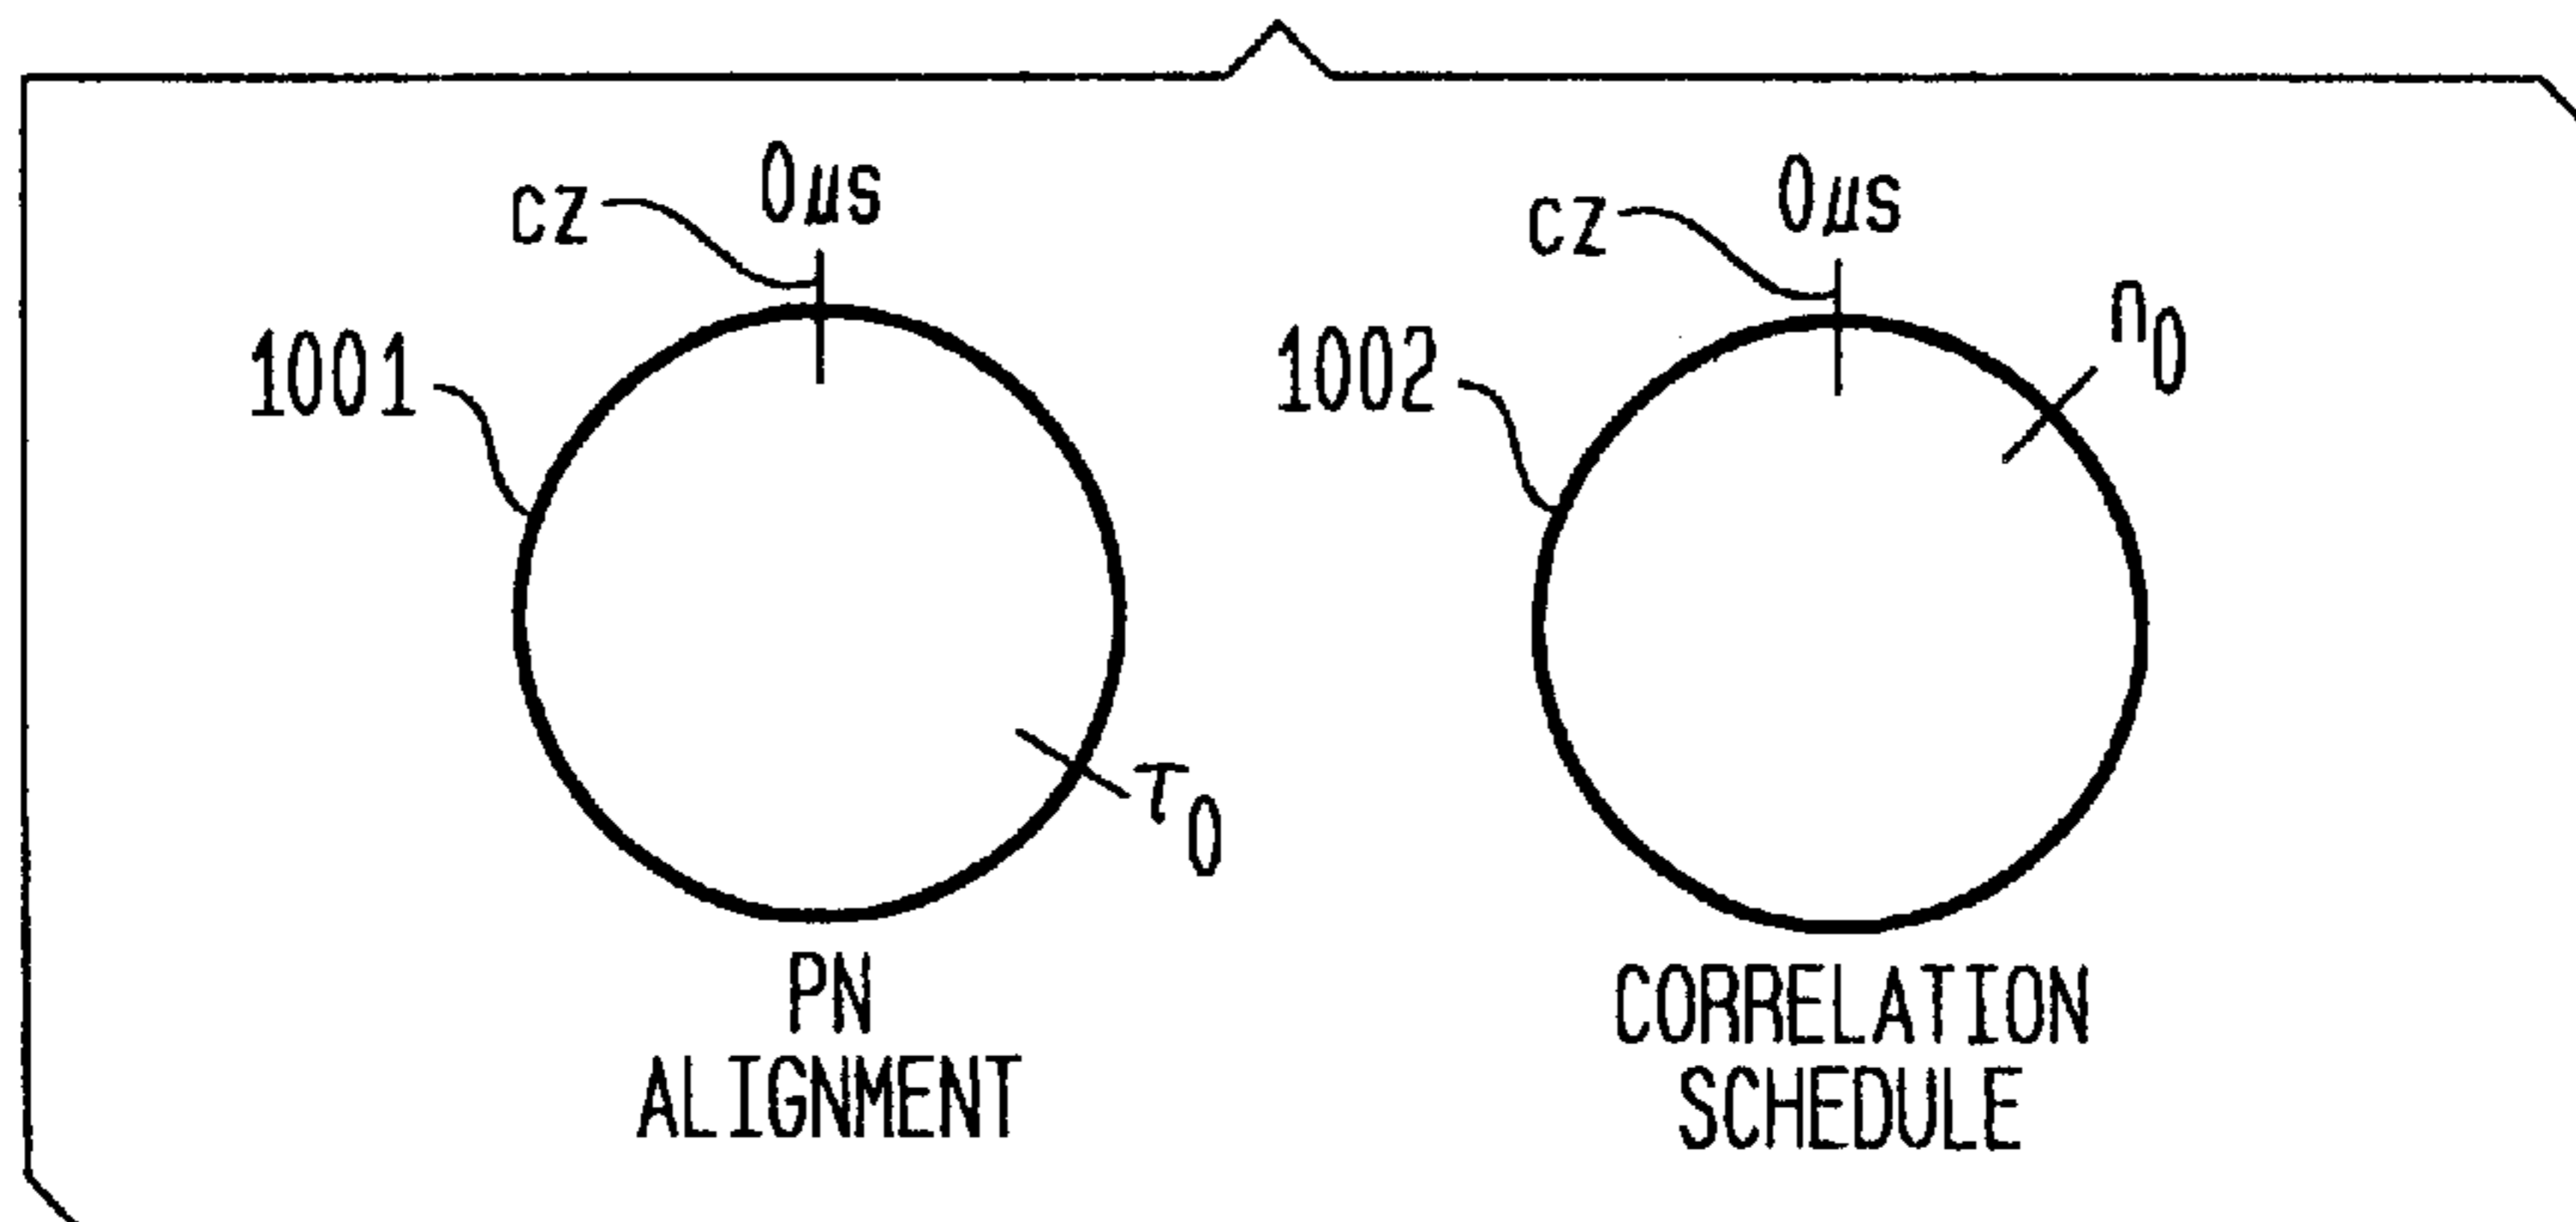 0μs
cz
1001
τ0
PN
ALIGNMENT
0μs
cz
1002
n0
CORRELATION
SCHEDULE